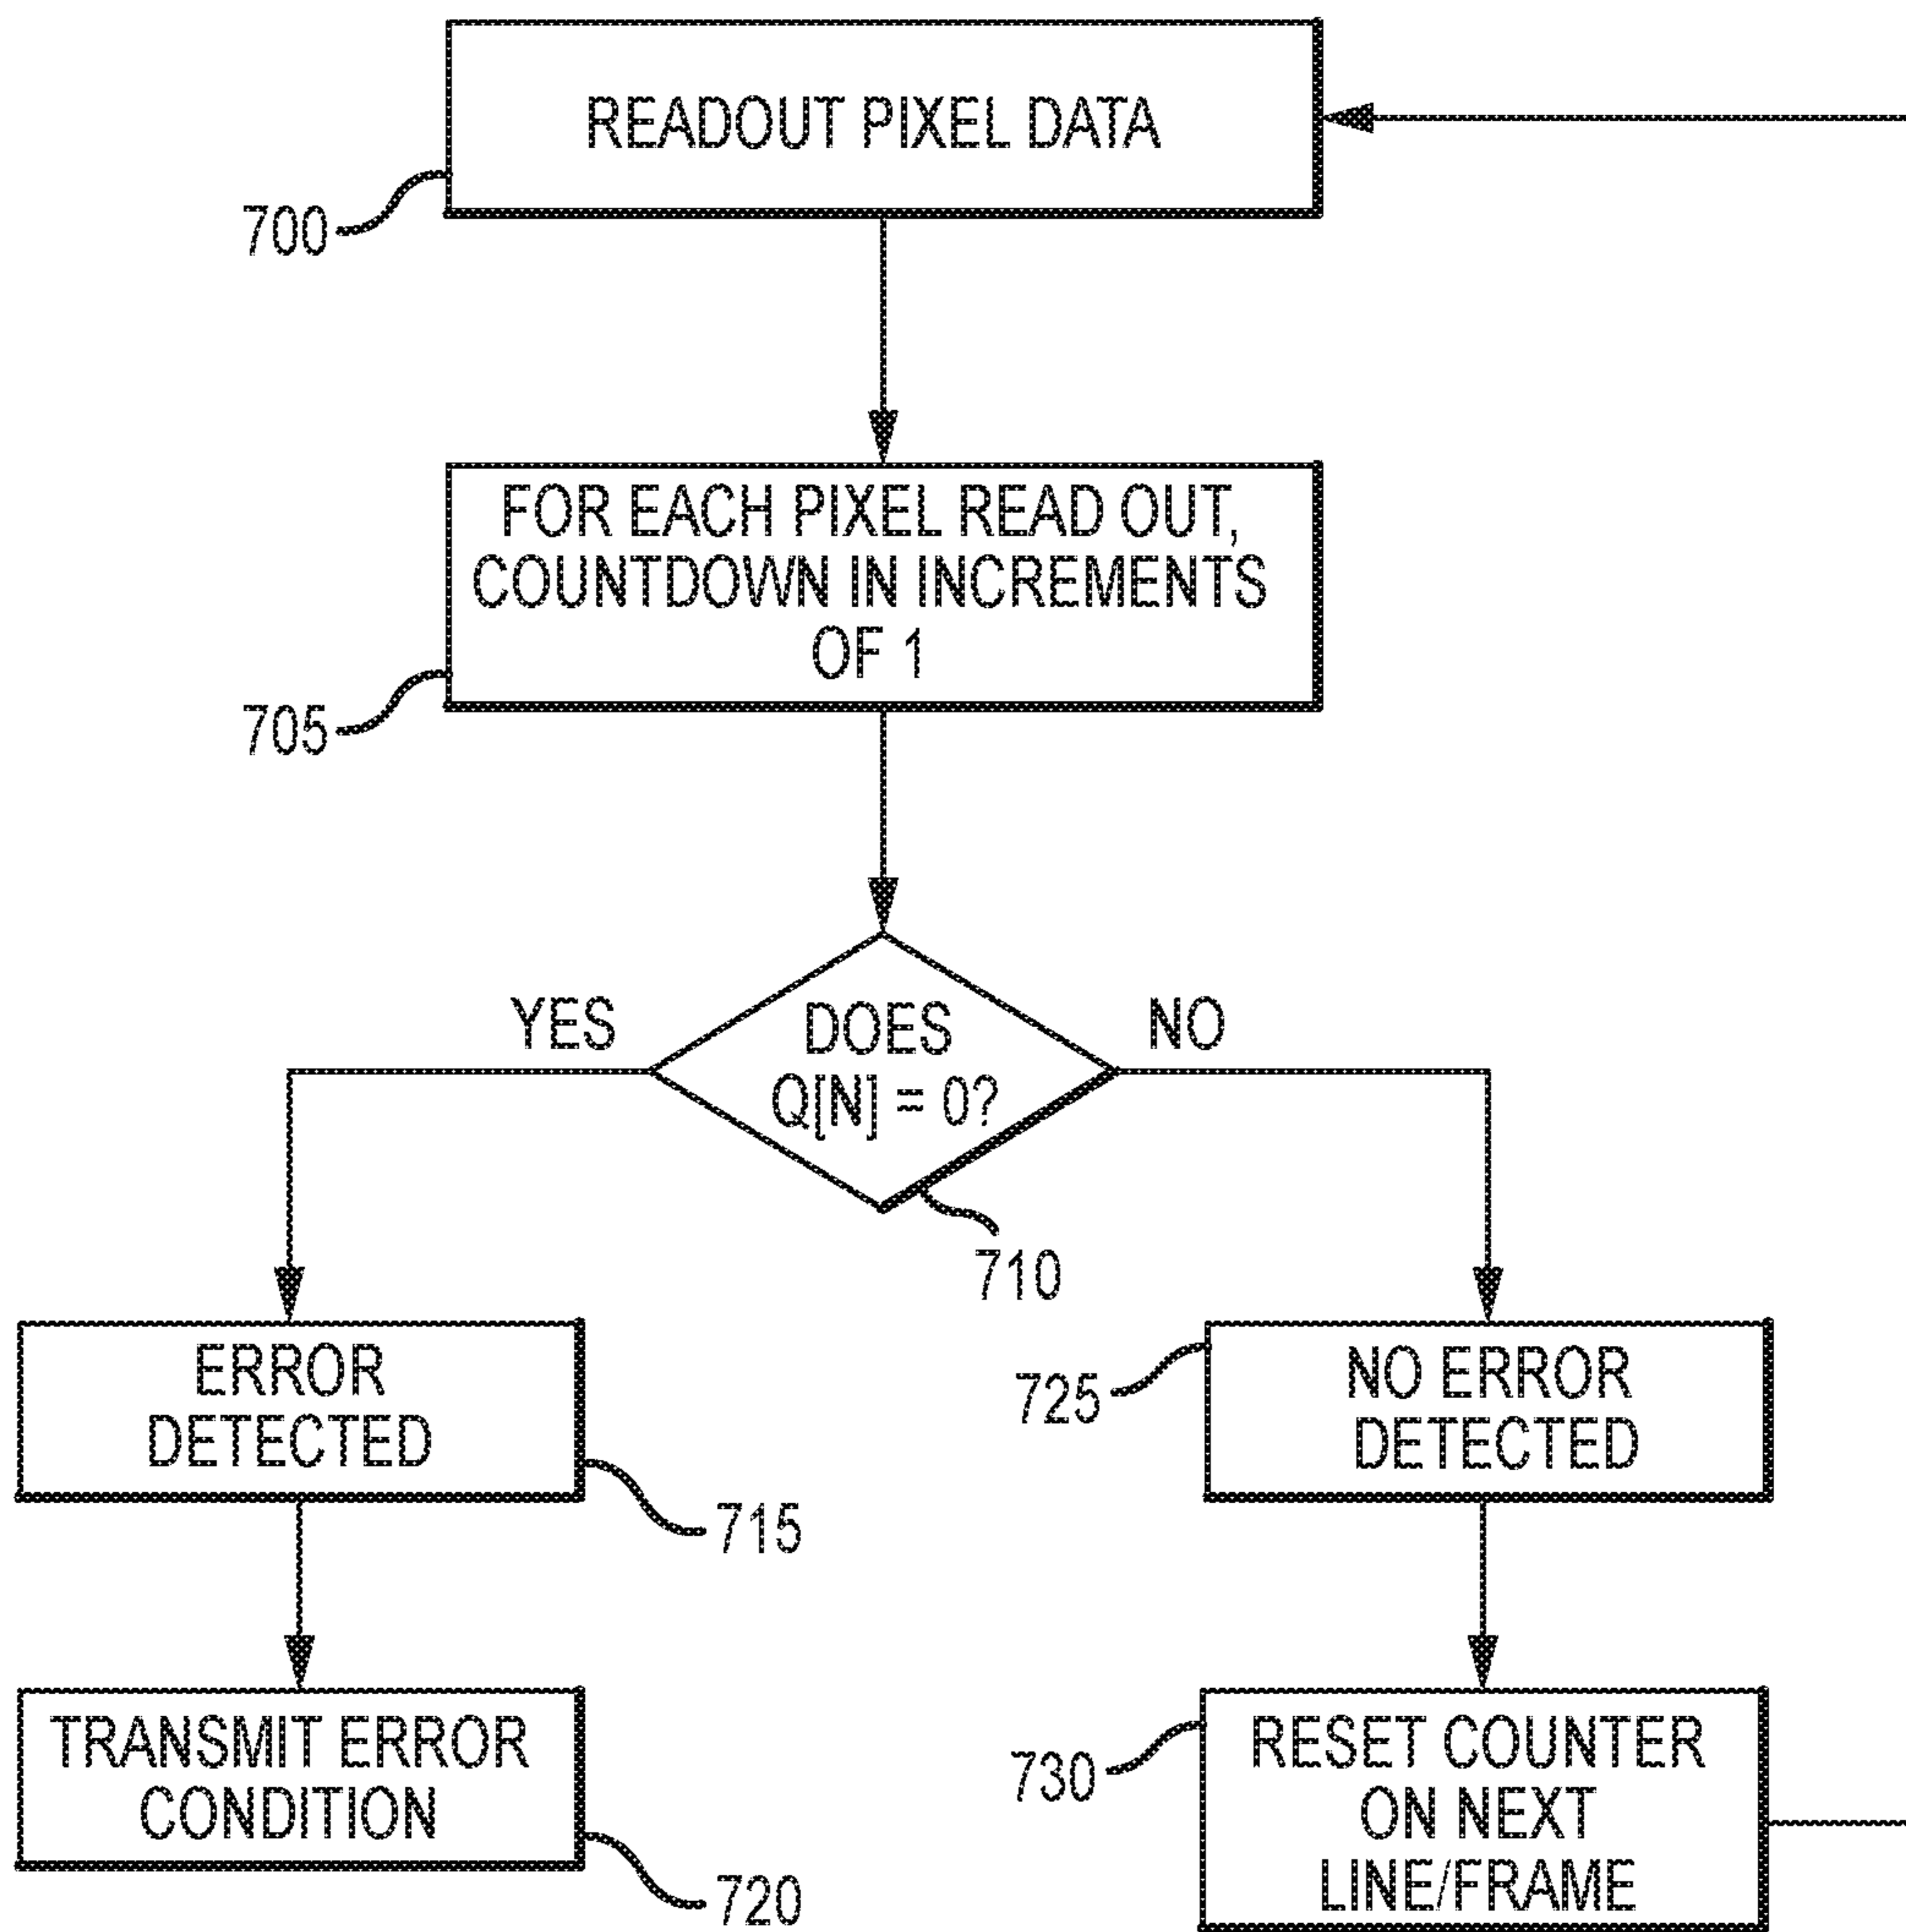 READOUT PIXEL DATA
700
FOR EACH PIXEL READ OUT,
COUNTDOWN IN INCREMENTS
OF 1
705
YES
DOES
Q[N] = 0?
NO
710
ERROR
DETECTED
715
725
NO ERROR
DETECTED
TRANSMIT ERROR
CONDITION
720
730
RESET COUNTER
ON NEXT
LINE/FRAME